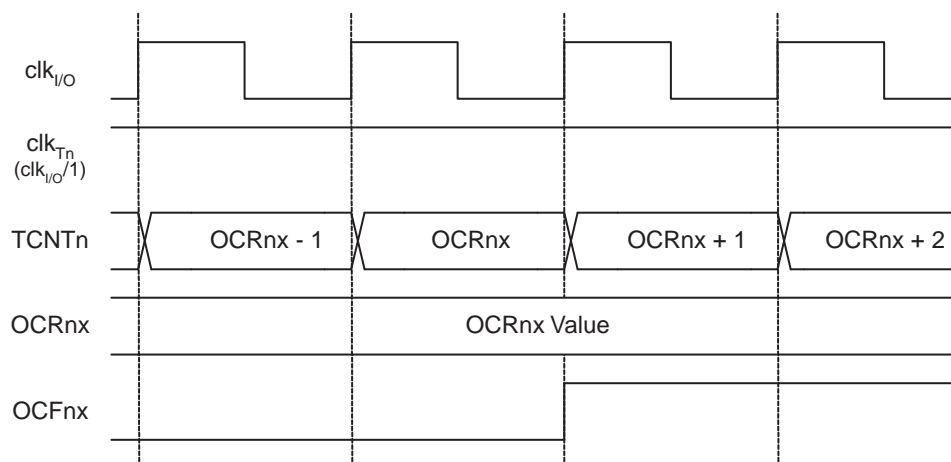 clkI/O
clkTn
(clkI/O/1)
TCNTn OCRnx - 1 OCRnx OCRnx + 1 OCRnx + 2
OCRnx OCRnx Value
OCFnx